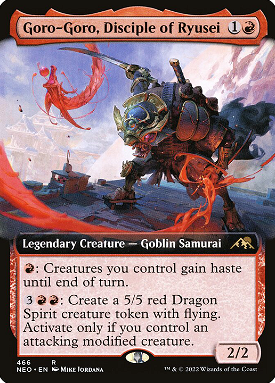 Goro-Goro, Disciple of Ryusei 1
Legendary Creature — Goblin Samurai
: Creatures you control gain haste
until end of turn.
3 : Create a 5/5 red Dragon
Spirit creature token with flying.
Activate only if you control an
attacking modified creature.
2/2
466 R
NEO • EN MIKE JORDANA
™ & © 2022 Wizards of the Coast